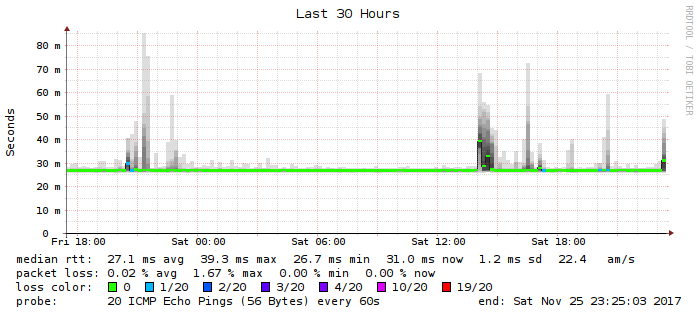 Last 30 Hours
RRDTOOL / TOBI OETIKER
Seconds
80 m
70 m
60 m
50 m
40 m
30 m
20 m
10 m
0
Fri 18:00 Sat 00:00 Sat 06:00 Sat 12:00 Sat 18:00
median rtt: 27.1 ms avg 39.3 ms max 26.7 ms min 31.0 ms now 1.2 ms sd 22.4 am/s
packet loss: 0.02 % avg 1.67 % max 0.00 % min 0.00 % now
loss color: 0 1/20 2/20 3/20 4/20 10/20 19/20
probe: 20 ICMP Echo Pings (56 Bytes) every 60s end: Sat Nov 25 23:25:03 2017